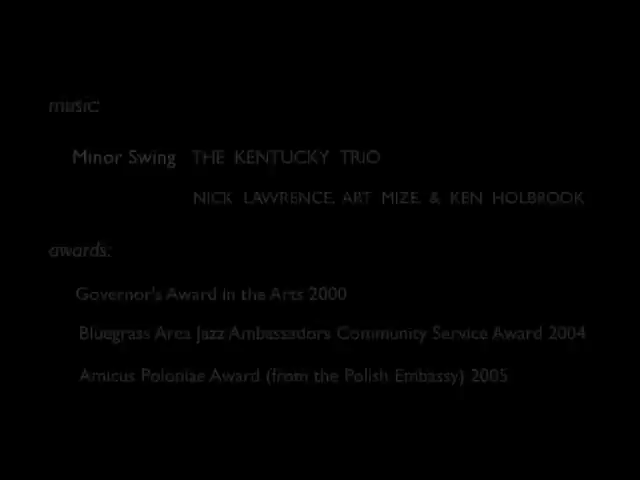 music:
Minor Swing THE KENTUCKY TRIO
NICK LAWRENCE, ART MIZE, & KEN HOLBROOK
awards:
Governor's Award in the Arts 2000
Bluegrass Area Jazz Ambassadors Community Service Award 2004
Amicus Poloniae Award (from the Polish Embassy) 2005